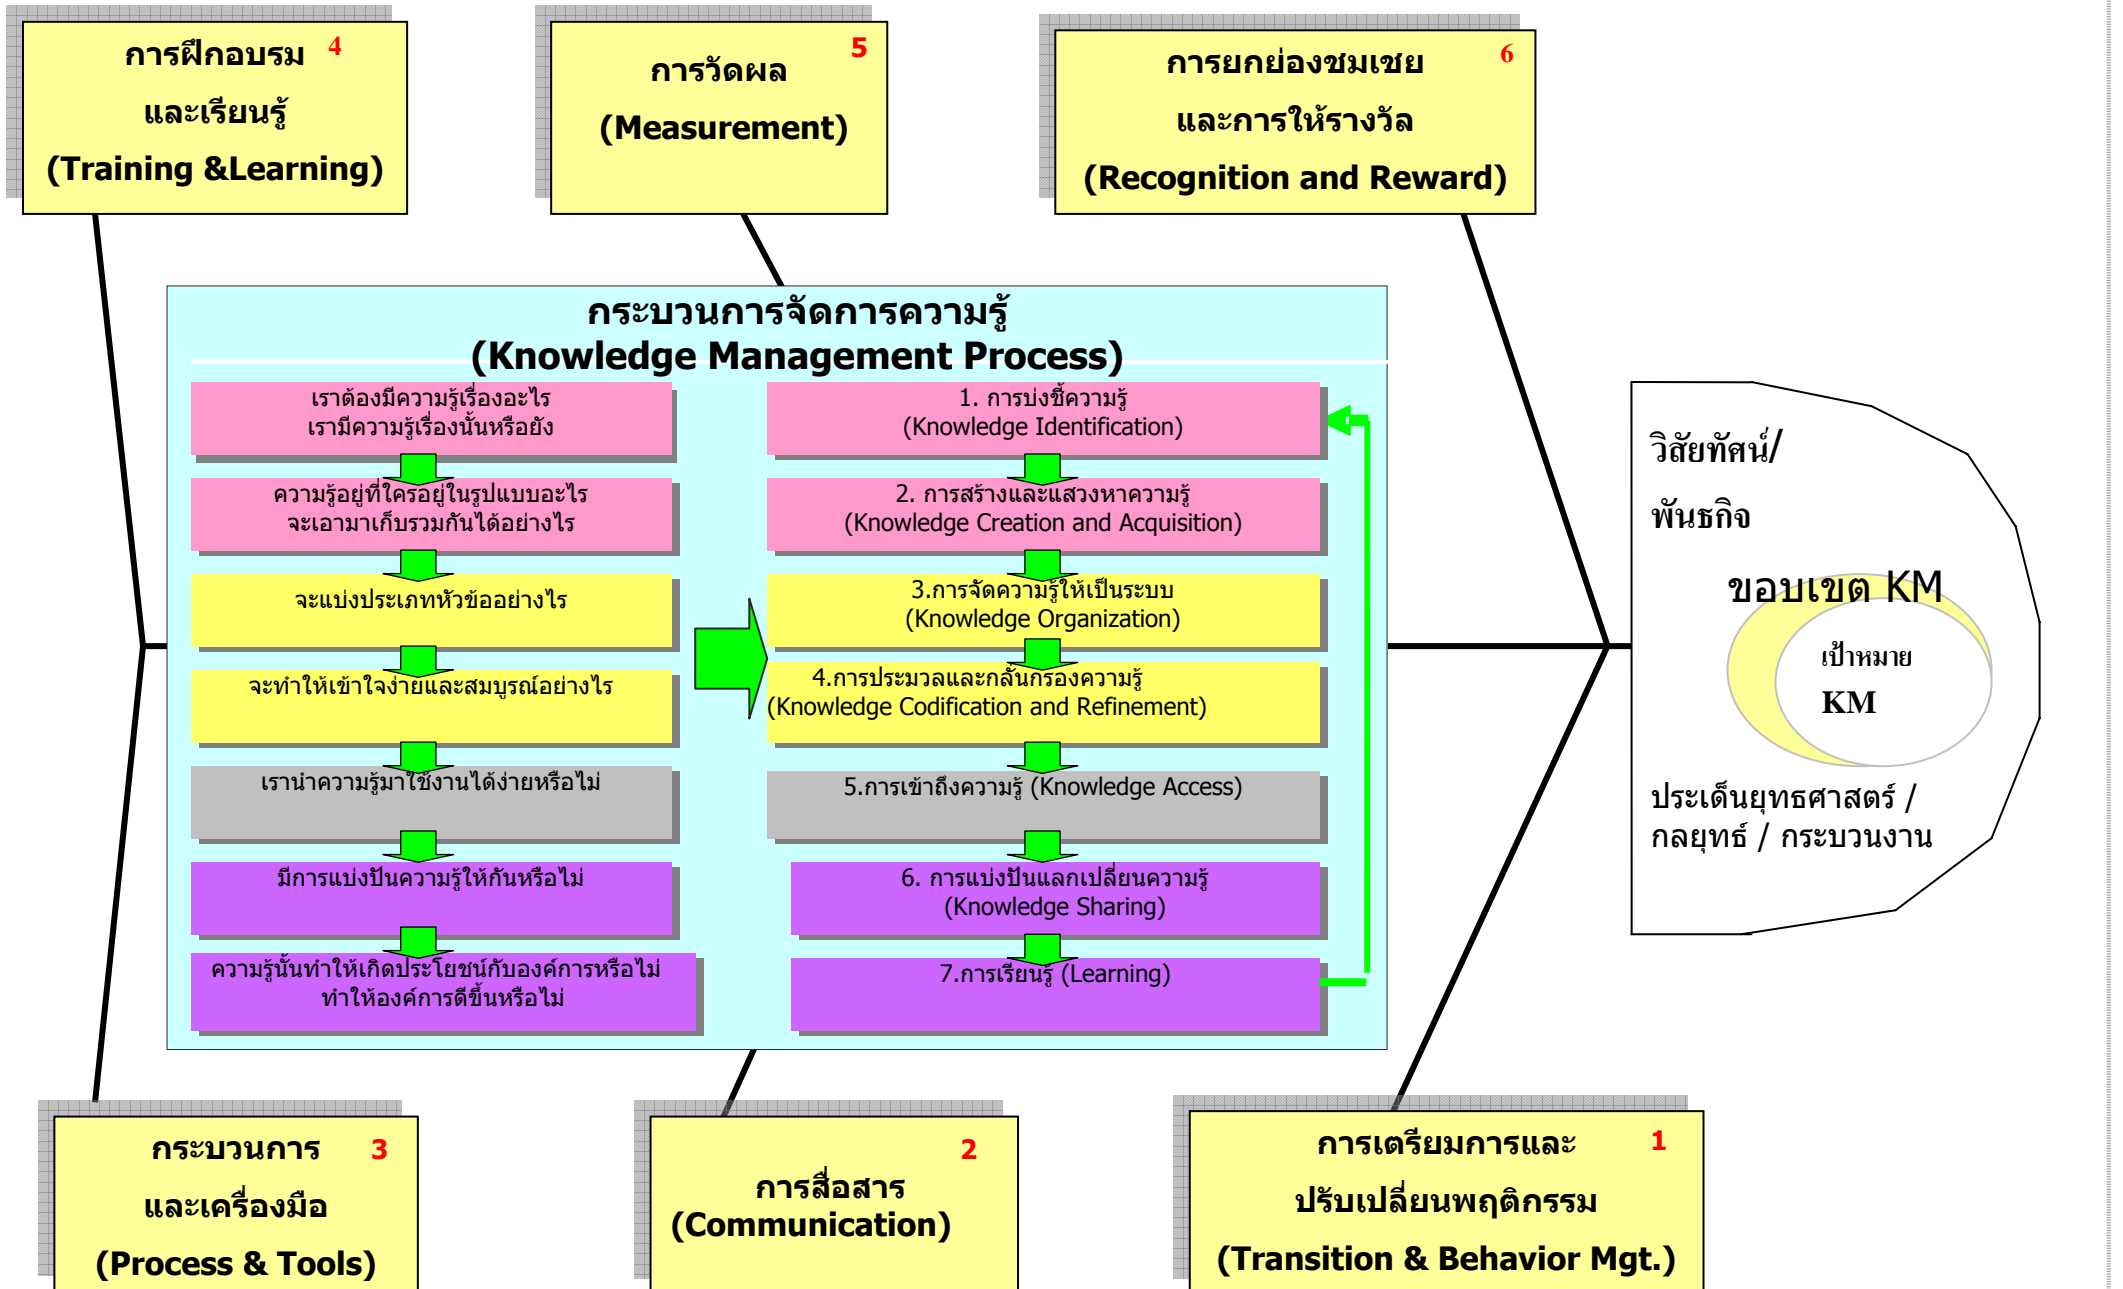 การฝึกอบรม 4
และเรียนรู้
(Training &Learning)
การวัดผล 5
(Measurement)
การยกย่องชมเชย 6
และการให้รางวัล
(Recognition and Reward)
กระบวนการจัดการความรู้
(Knowledge Management Process)
เราต้องมีความรู้เรื่องอะไร
เรามีความรู้เรื่องนั้นหรือยัง
ความรู้อยู่ที่ใครอยู่ในรูปแบบอะไร
จะเอามาเก็บรวมกันได้อย่างไร
จะแบ่งประเภทหัวข้ออย่างไร
จะทำให้เข้าใจง่ายและสมบูรณ์อย่างไร
เรานำความรู้มาใช้งานได้ง่ายหรือไม่
มีการแบ่งปันความรู้ให้กันหรือไม่
ความรู้นั้นทำให้เกิดประโยชน์กับองค์การหรือไม่
ทำให้องค์การดีขึ้นหรือไม่
1. การบ่งชี้ความรู้
(Knowledge Identification)
2. การสร้างและแสวงหาความรู้
(Knowledge Creation and Acquisition)
3.การจัดความรู้ให้เป็นระบบ
(Knowledge Organization)
4.การประมวลและกลั่นกรองความรู้
(Knowledge Codification and Refinement)
5.การเข้าถึงความรู้ (Knowledge Access)
6. การแบ่งปันแลกเปลี่ยนความรู้
(Knowledge Sharing)
7.การเรียนรู้ (Learning)
วิสัยทัศน์/
พันธกิจ
ขอบเขต KM
เป้าหมาย
KM
ประเด็นยุทธศาสตร์ /
กลยุทธ์ / กระบวนงาน
กระบวนการ 3
และเครื่องมือ
(Process & Tools)
2
การสื่อสาร
(Communication)
การเตรียมการและ 1
ปรับเปลี่ยนพฤติกรรม
(Transition & Behavior Mgt.)